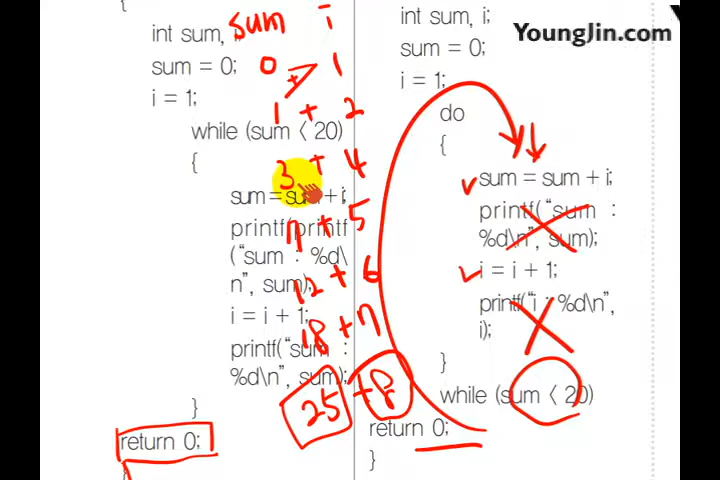 {
int sum, i
sum = 0;
i = 1;
while (sum < 20)
{
sum = sum + i;
printf(printf
("sum : %d\
n", sum);
i = i + 1;
printf("sum :
%d\n", sum);
}
return 0;
}
sum i
0 1
1 + 2
3 + 4
7 + 5
12 + 6
18 + 7
25 + 8
YoungJin.com
int sum, i;
sum = 0;
i = 1;
do
{
sum = sum + i;
printf("sum :
%d\n", sum);
i = i + 1;
printf("i : %d\n",
i);
}
while (sum < 20)
return 0;
}